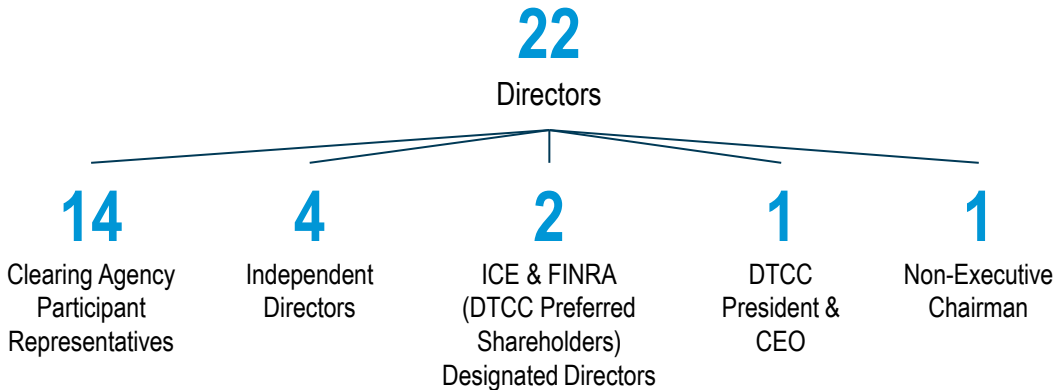 22
Directors
14
Clearing Agency
Participant
Representatives
4
Independent
Directors
2
ICE & FINRA
(DTCC Preferred
Shareholders)
Designated Directors
1
DTCC
President &
CEO
1
Non-Executive
Chairman